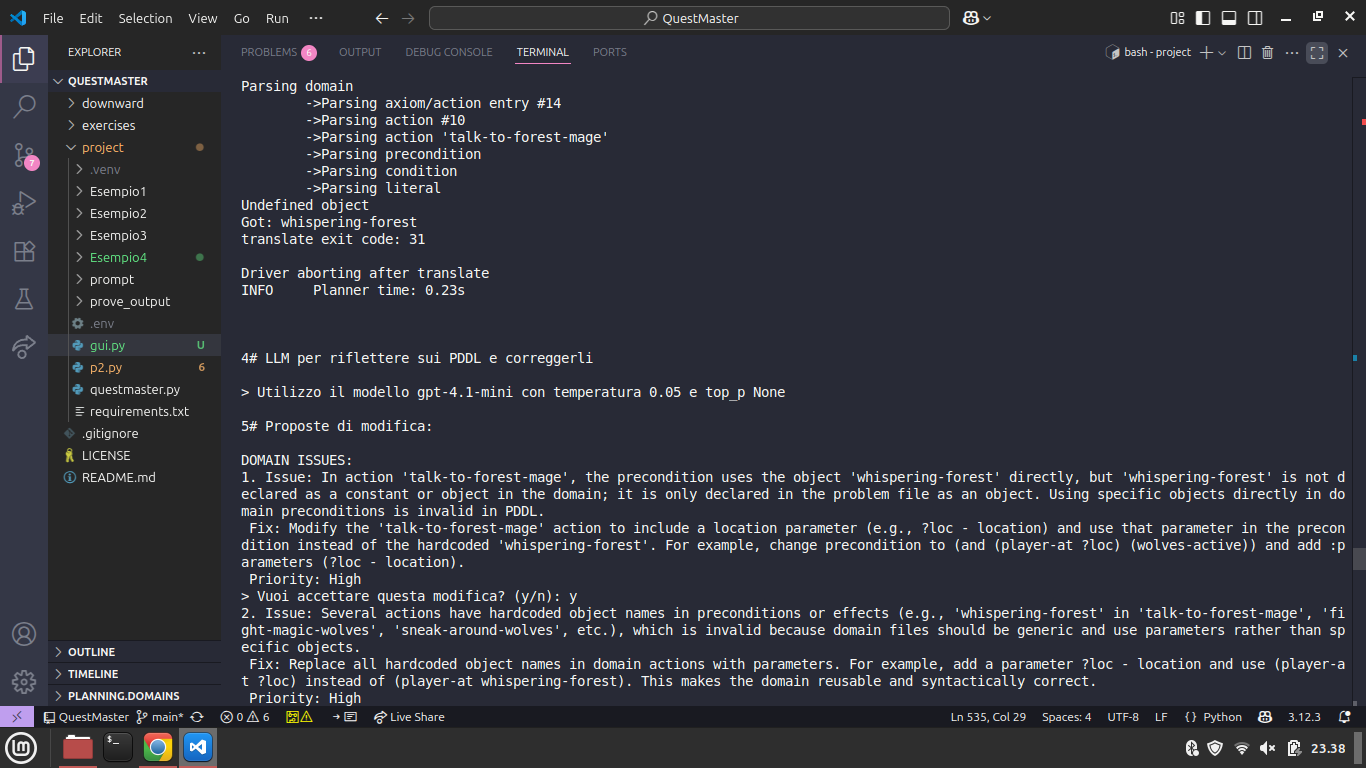 File Edit Selection View Go Run ··· QuestMaster
EXPLORER ···
QUESTMASTER
downward
exercises
project
.venv
Esempio1
Esempio2
Esempio3
Esempio4
prompt
prove_output
.env
gui.py U
p2.py 6
questmaster.py
requirements.txt
.gitignore
LICENSE
README.md
OUTLINE
TIMELINE
PLANNING.DOMAINS
7
PROBLEMS 6 OUTPUT DEBUG CONSOLE TERMINAL PORTS bash - project
Parsing domain
->Parsing axiom/action entry #14
->Parsing action #10
->Parsing action 'talk-to-forest-mage'
->Parsing precondition
->Parsing condition
->Parsing literal
Undefined object
Got: whispering-forest
translate exit code: 31
Driver aborting after translate
INFO Planner time: 0.23s
4# LLM per riflettere sui PDDL e correggerli
> Utilizzo il modello gpt-4.1-mini con temperatura 0.05 e top_p None
5# Proposte di modifica:
DOMAIN ISSUES:
1. Issue: In action 'talk-to-forest-mage', the precondition uses the object 'whispering-forest' directly, but 'whispering-forest' is not d
eclared as a constant or object in the domain; it is only declared in the problem file as an object. Using specific objects directly in do
main preconditions is invalid in PDDL.
Fix: Modify the 'talk-to-forest-mage' action to include a location parameter (e.g., ?loc - location) and use that parameter in the precon
dition instead of the hardcoded 'whispering-forest'. For example, change precondition to (and (player-at ?loc) (wolves-active)) and add :p
arameters (?loc - location).
Priority: High
> Vuoi accettare questa modifica? (y/n): y
2. Issue: Several actions have hardcoded object names in preconditions or effects (e.g., 'whispering-forest' in 'talk-to-forest-mage', 'fi
ght-magic-wolves', 'sneak-around-wolves', etc.), which is invalid because domain files should be generic and use parameters rather than sp
ecific objects.
Fix: Replace all hardcoded object names in domain actions with parameters. For example, add a parameter ?loc - location and use (player-a
t ?loc) instead of (player-at whispering-forest). This makes the domain reusable and syntactically correct.
Priority: High
QuestMaster main* 0 6 Live Share Ln 535, Col 29 Spaces: 4 UTF-8 LF {} Python 3.12.3
23.38